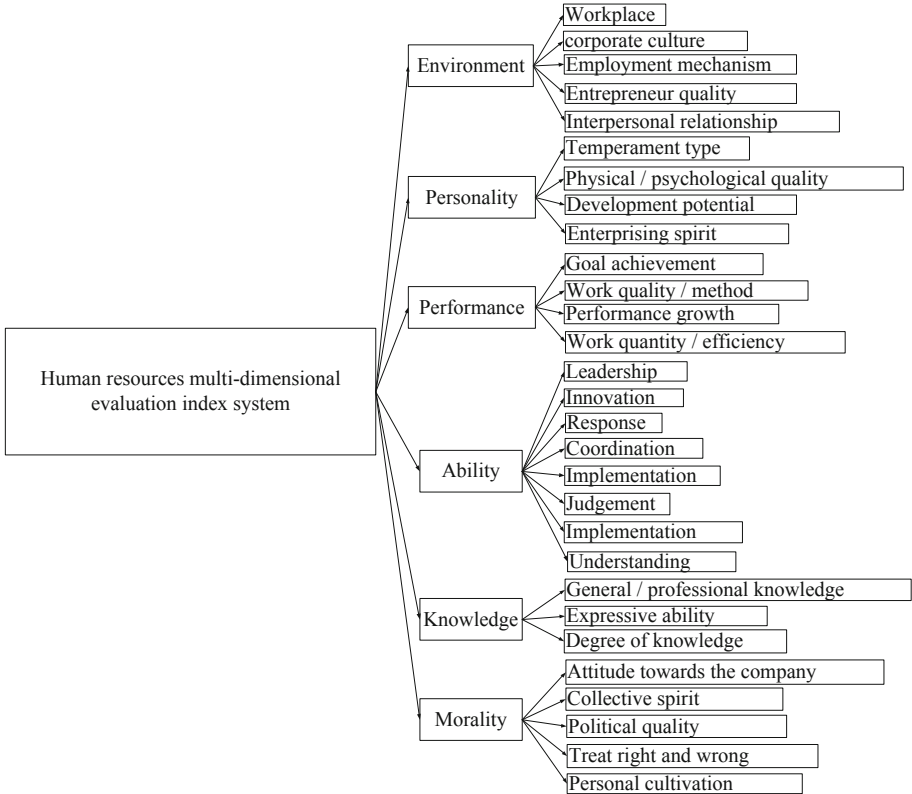 Human resources multi-dimensional
evaluation index system
Environment
Workplace
corporate culture
Employment mechanism
Entrepreneur quality
Interpersonal relationship
Personality
Temperament type
Physical / psychological quality
Development potential
Enterprising spirit
Performance
Goal achievement
Work quality / method
Performance growth
Work quantity / efficiency
Ability
Leadership
Innovation
Response
Coordination
Implementation
Judgement
Implementation
Understanding
Knowledge
General / professional knowledge
Expressive ability
Degree of knowledge
Morality
Attitude towards the company
Collective spirit
Political quality
Treat right and wrong
Personal cultivation